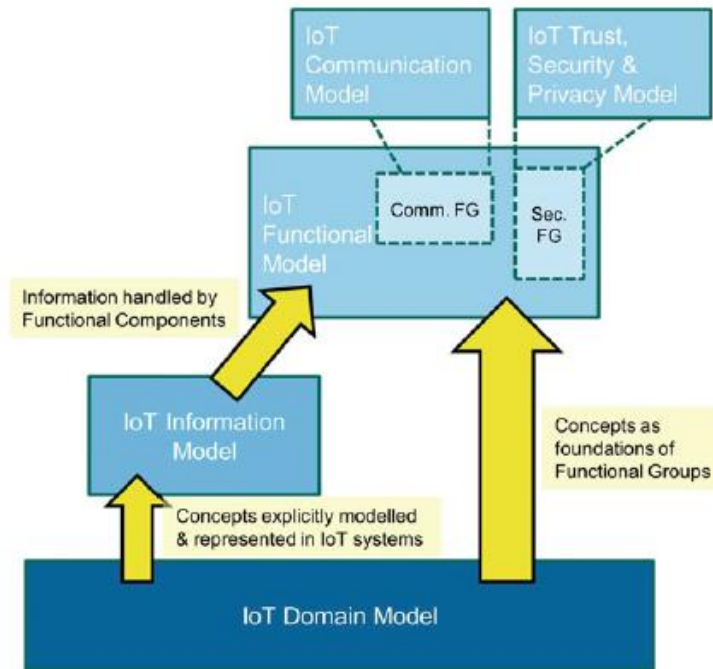 IoT
Communication
Model
IoT Trust,
Security &
Privacy Model
IoT
Functional
Model
Comm. FG
Sec.
FG
Information handled by
Functional Components
IoT Information
Model
Concepts as
foundations of
Functional Groups
Concepts explicitly modelled
& represented in IoT systems
IoT Domain Model